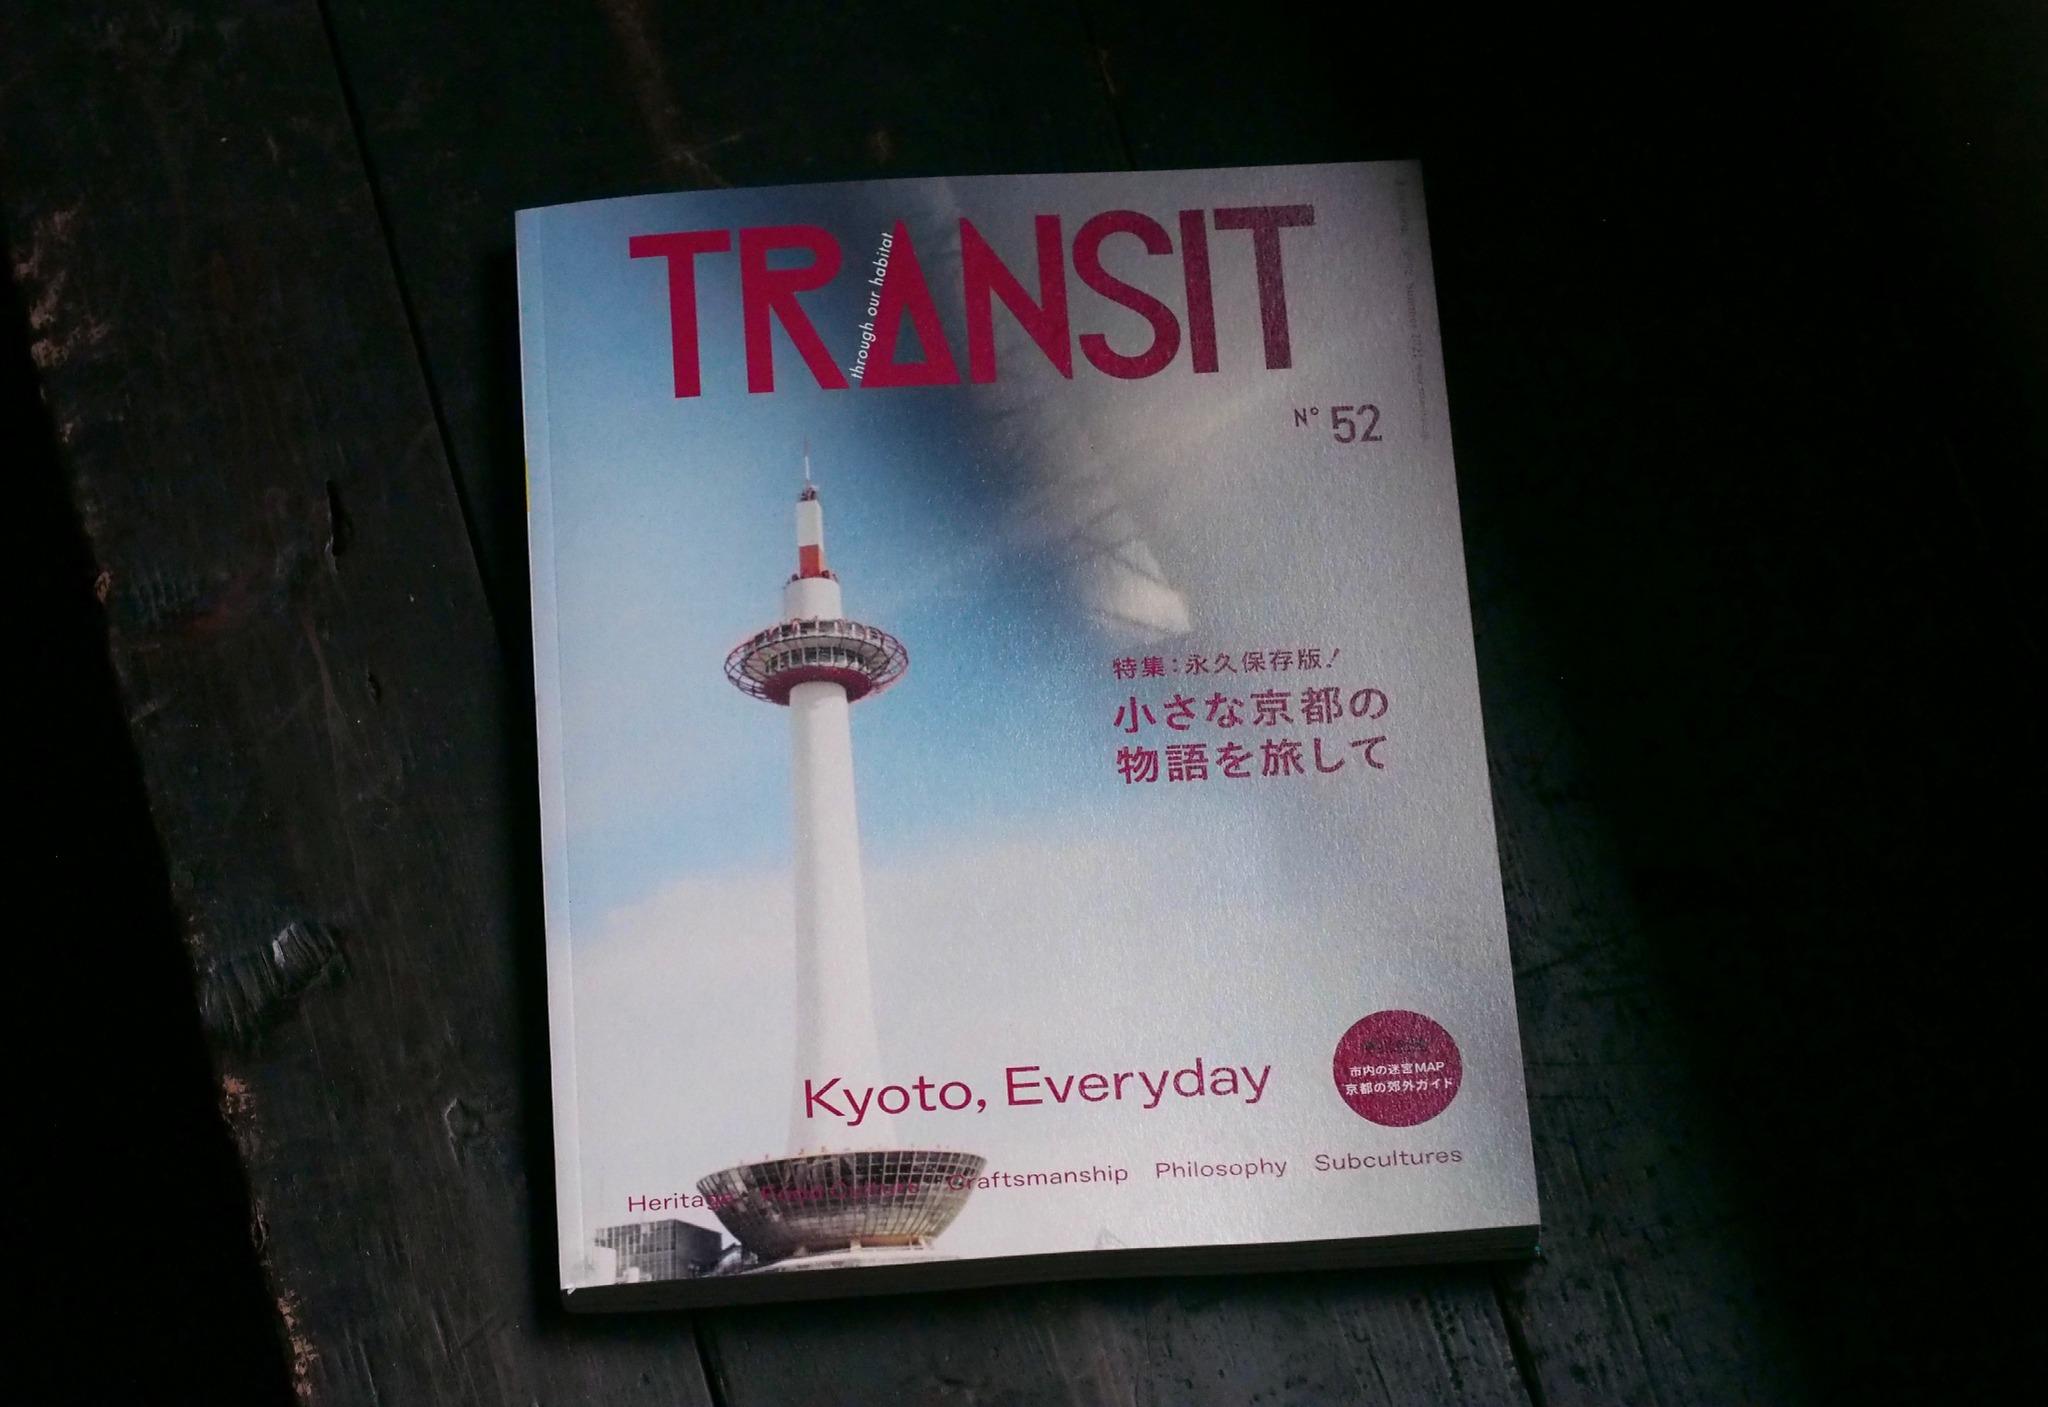 TRANSIT
through our habitat
N° 52
特集:永久保存版!
小さな京都の
物語を旅して
Kyoto, Everyday
市内の迷宮MAP
京都の郊外ガイド
Heritage Food Culture Craftsmanship Philosophy Subcultures